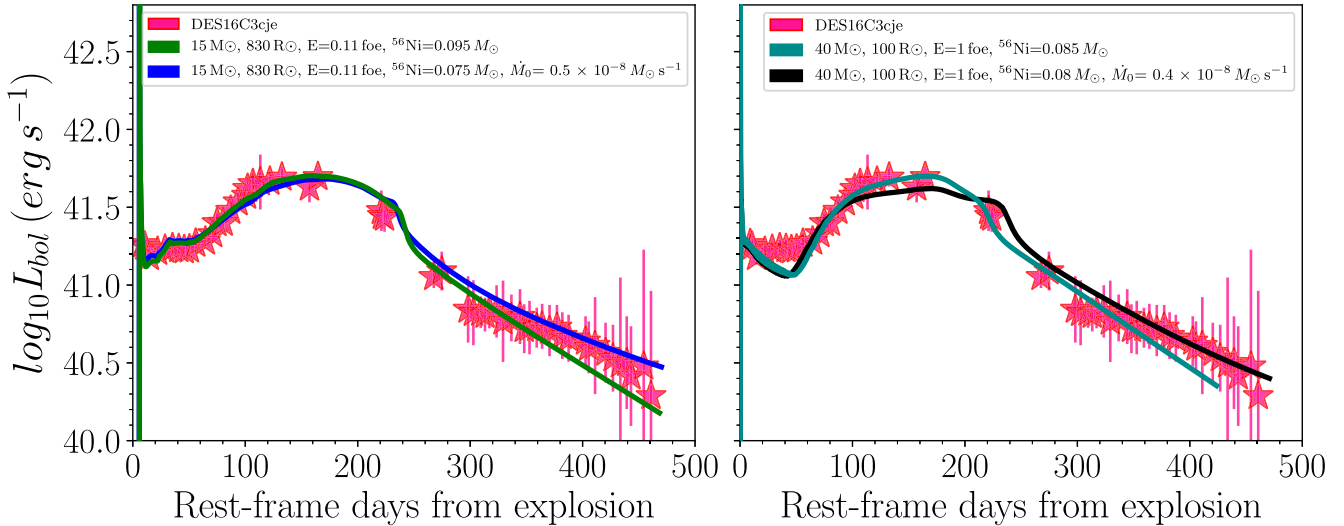 DES16C3cje
15 M⊙, 830 R⊙, E=0.11 foe, ⁵⁶Ni=0.095 M⊙
15 M⊙, 830 R⊙, E=0.11 foe, ⁵⁶Ni=0.075 M⊙, Ṁ₀= 0.5 × 10⁻⁸ M⊙ s⁻¹
log₁₀L_bol (erg s⁻¹)
42.5
42.0
41.5
41.0
40.5
40.0
0 100 200 300 400 500
Rest-frame days from explosion
DES16C3cje
40 M⊙, 100 R⊙, E=1 foe, ⁵⁶Ni=0.085 M⊙
40 M⊙, 100 R⊙, E=1 foe, ⁵⁶Ni=0.08 M⊙, Ṁ₀= 0.4 × 10⁻⁸ M⊙ s⁻¹
0 100 200 300 400 500
Rest-frame days from explosion